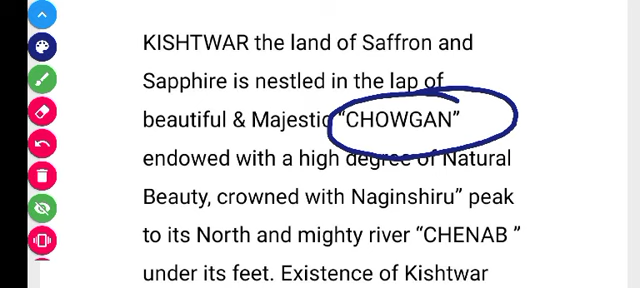 KISHTWAR the land of Saffron and
Sapphire is nestled in the lap of
beautiful & Majestic “CHOWGAN”
endowed with a high degree of Natural
Beauty, crowned with Naginshiru” peak
to its North and mighty river “CHENAB ”
under its feet. Existence of Kishtwar